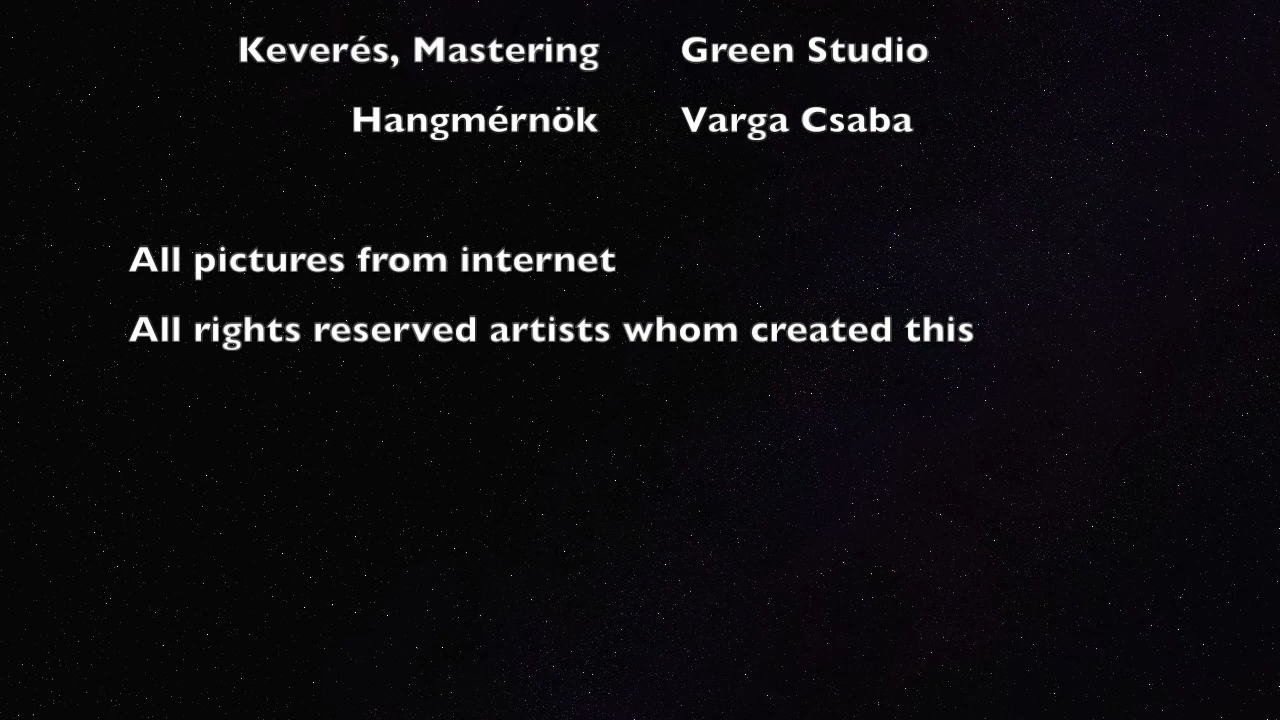 Keverés, Mastering Green Studio
Hangmérnök Varga Csaba
All pictures from internet
All rights reserved artists whom created this